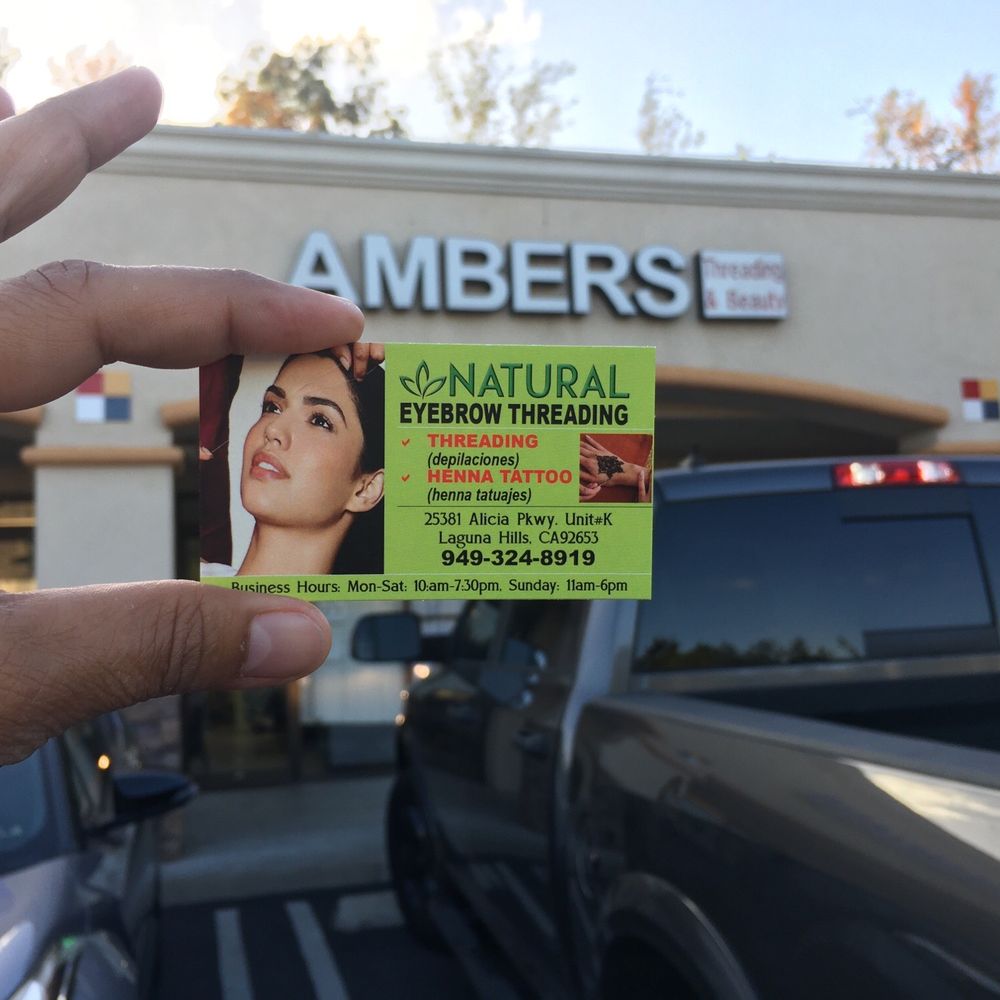 AMBERS
Threading
& Beauty
NATURAL
EYEBROW THREADING
THREADING
(depilaciones)
HENNA TATTOO
(henna tatuajes)
25381 Alicia Pkwy. Unit#K
Laguna Hills. CA92653
949-324-8919
Business Hours: Mon-Sat: 10:am-7:30pm. Sunday: 11am-6pm